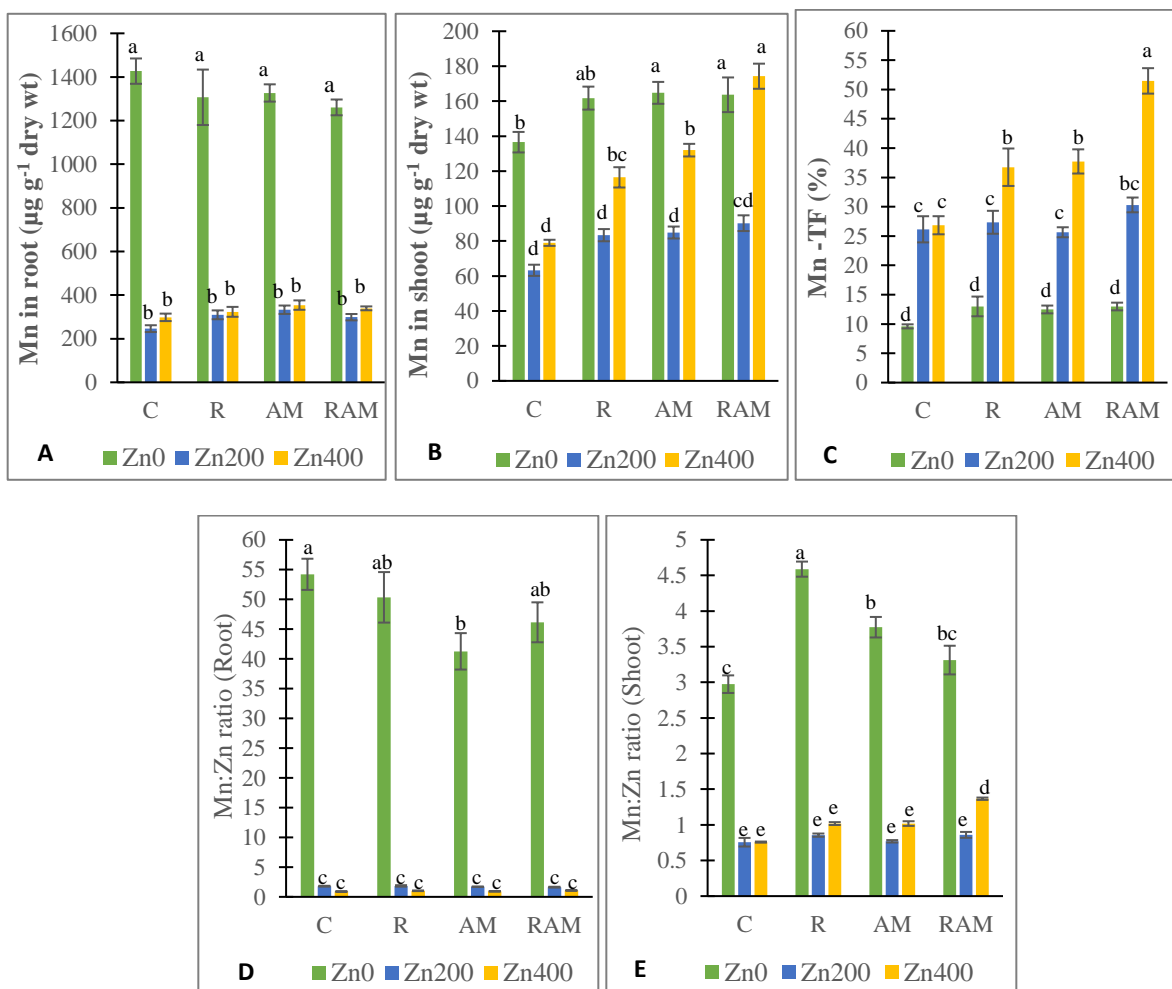 Mn in root (µg g⁻¹ dry wt)
1600
1400
1200
1000
800
600
400
200
0
a a a a
b b b b b b b b
C R AM RAM
A
Zn0 Zn200 Zn400
Mn in shoot (µg g⁻¹ dry wt)
200
180
160
140
120
100
80
60
40
20
0
b d d ab d bc a d b a cd a
C R AM RAM
B
Zn0 Zn200 Zn400
Mn -TF (%)
60
55
50
45
40
35
30
25
20
15
10
5
0
d c c d c b d c b d bc a
C R AM RAM
C
Zn0 Zn200 Zn400
Mn:Zn ratio (Root)
60
55
50
45
40
35
30
25
20
15
10
5
0
a c c ab c c b c c ab c c
C R AM RAM
D
Zn0 Zn200 Zn400
Mn:Zn ratio (Shoot)
5
4.5
4
3.5
3
2.5
2
1.5
1
0.5
0
c e e a e e b e e bc e d
C R AM RAM
E
Zn0 Zn200 Zn400